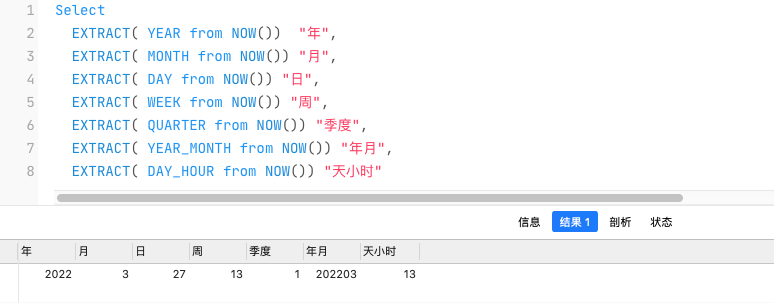 1 Select
2 EXTRACT( YEAR from NOW())  "年",
3 EXTRACT( MONTH from NOW()) "月",
4 EXTRACT( DAY from NOW()) "日",
5 EXTRACT( WEEK from NOW()) "周",
6 EXTRACT( QUARTER from NOW()) "季度",
7 EXTRACT( YEAR_MONTH from NOW()) "年月",
8 EXTRACT( DAY_HOUR from NOW()) "天小时"
信息 结果 1 剖析 状态
年 月 日 周 季度 年月 天小时
2022 3 27 13 1 202203 13